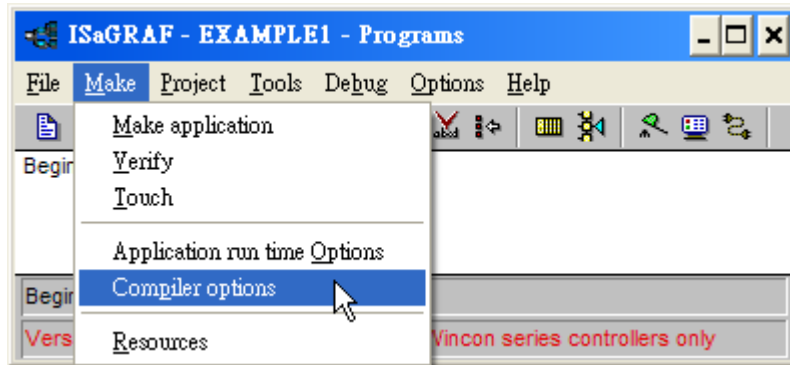 ISaGRAF - EXAMPLE1 - Programs
File Make Project Tools Debug Options Help
Make application
Begin
Verify
Touch
Application run time Options
Compiler options
Begin
Resources
Vers Wincon series controllers only